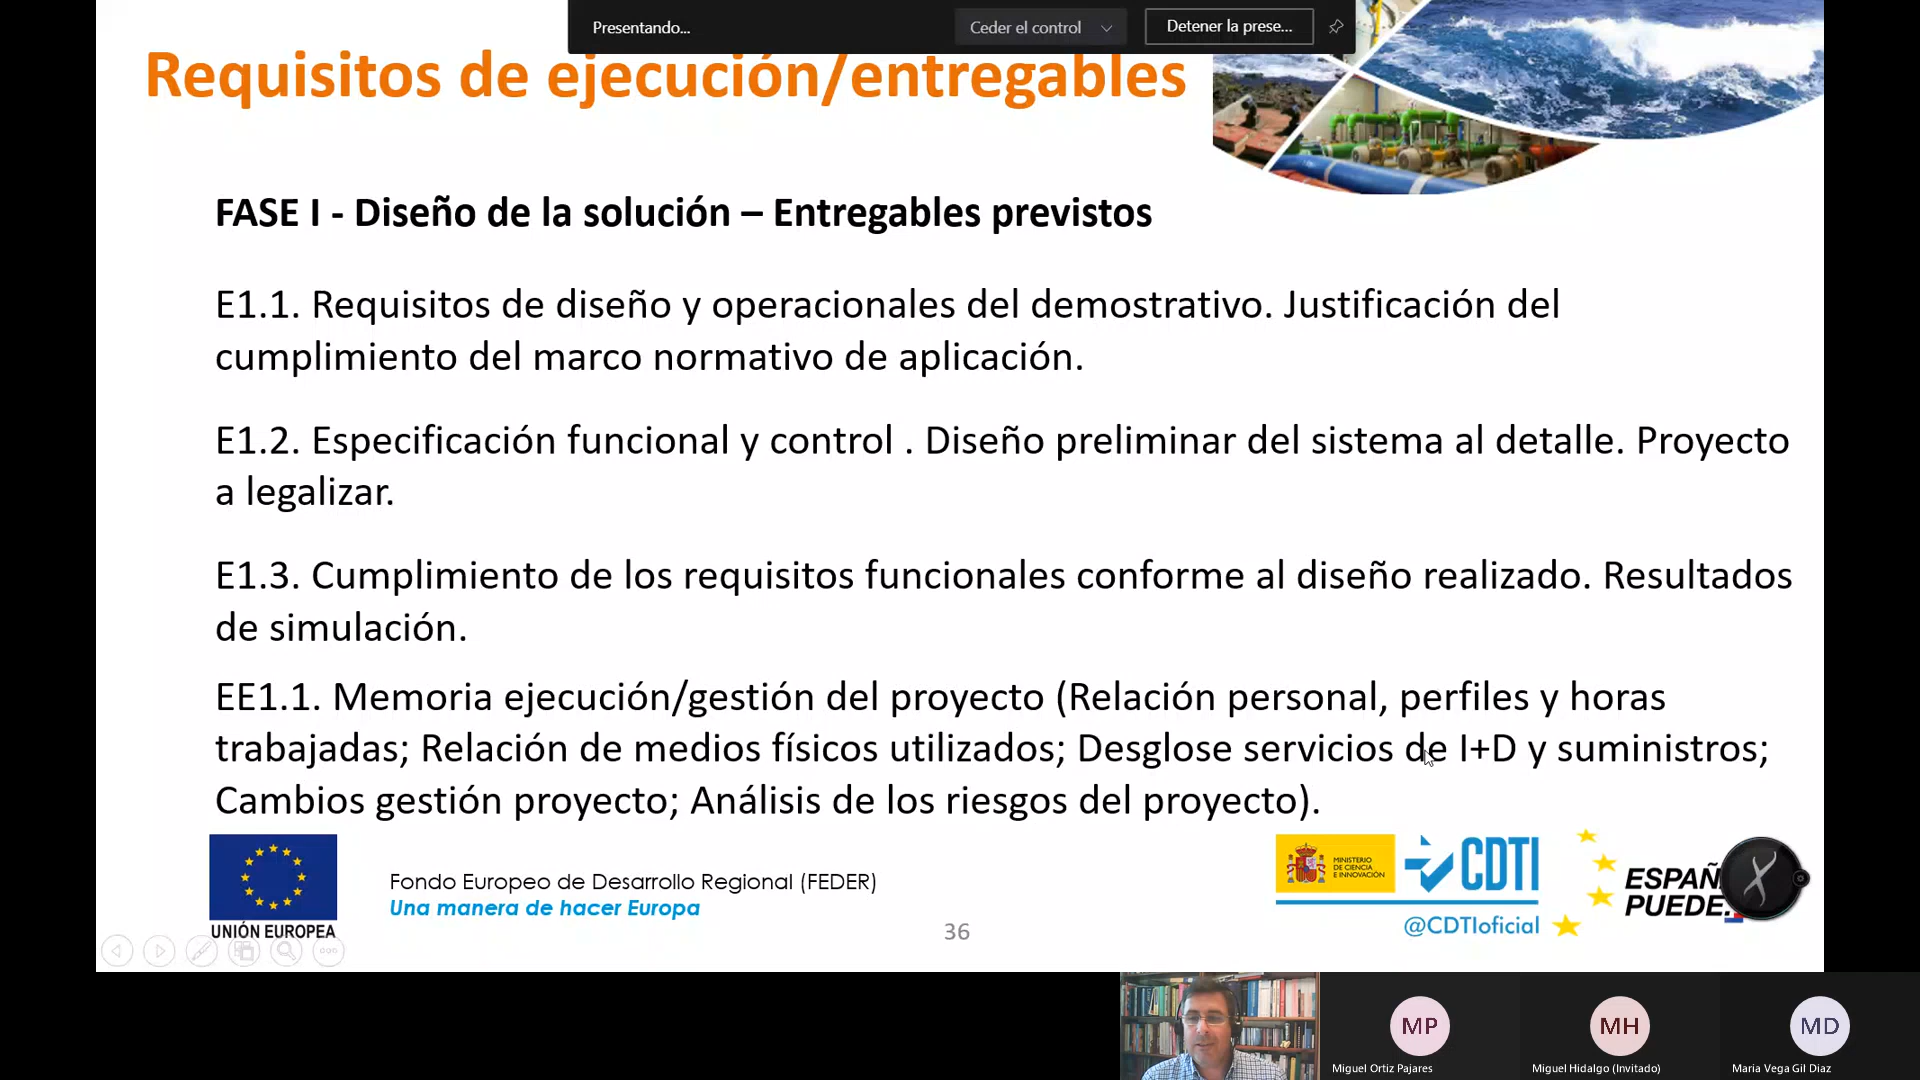 Presentando...
Ceder el control
Detener la prese...
Requisitos de ejecución/entregables
FASE I - Diseño de la solución – Entregables previstos
E1.1. Requisitos de diseño y operacionales del demostrativo. Justificación del
cumplimiento del marco normativo de aplicación.
E1.2. Especificación funcional y control . Diseño preliminar del sistema al detalle. Proyecto
a legalizar.
E1.3. Cumplimiento de los requisitos funcionales conforme al diseño realizado. Resultados
de simulación.
EE1.1. Memoria ejecución/gestión del proyecto (Relación personal, perfiles y horas
trabajadas; Relación de medios físicos utilizados; Desglose servicios de I+D y suministros;
Cambios gestión proyecto; Análisis de los riesgos del proyecto).
UNIÓN EUROPEA
Fondo Europeo de Desarrollo Regional (FEDER)
Una manera de hacer Europa
36
MINISTERIO
DE CIENCIA
E INNOVACIÓN
CDTI
@CDTIoficial
ESPAÑ
PUEDE.
MP
MH
MD
Miguel Ortiz Pajares
Miguel Hidalgo (Invitado)
Maria Vega Gil Diaz